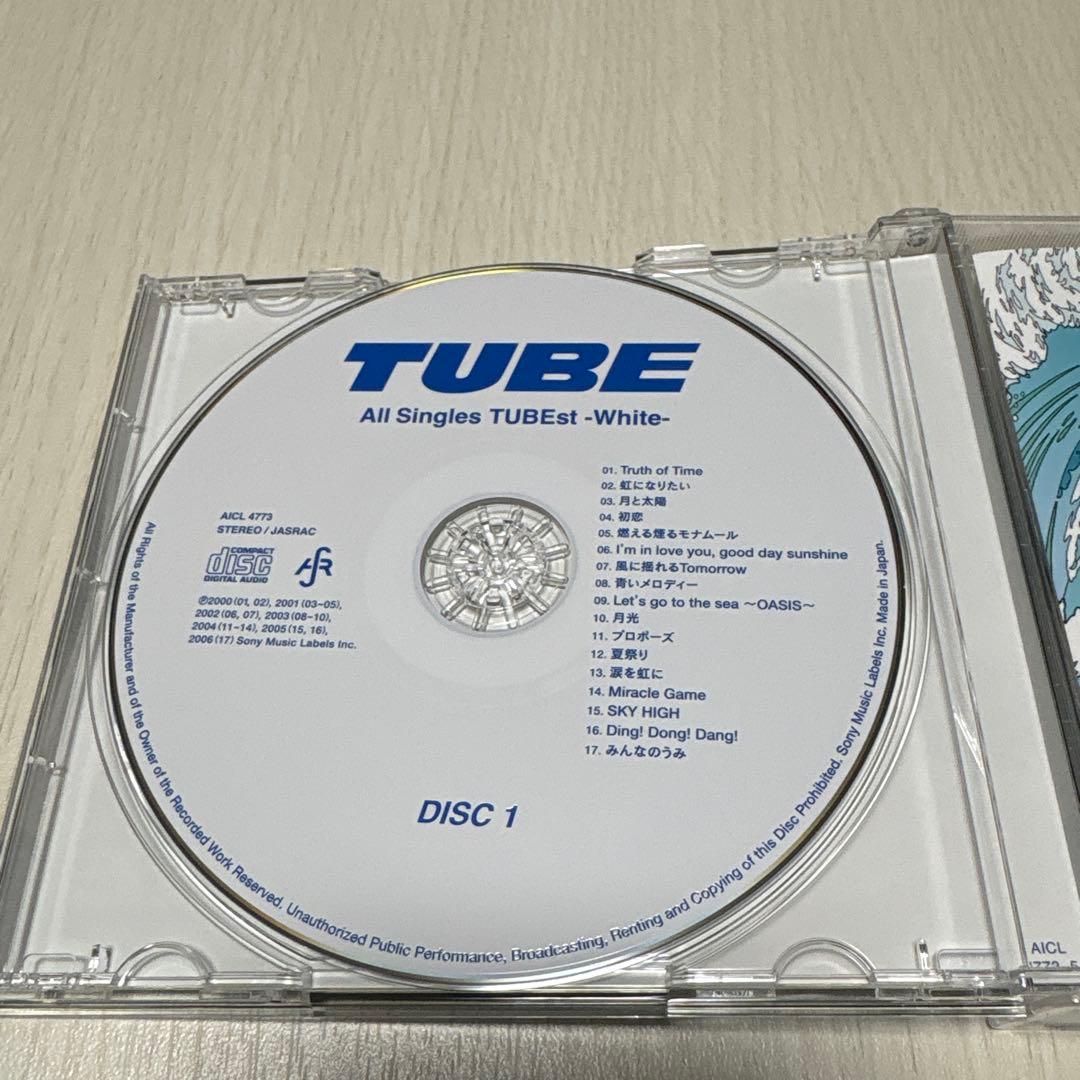 TUBE
All Singles TUBEst -White-
AICL 4773
STEREO / JASRAC
COMPACT
disc
DIGITAL AUDIO
℗2000 (01, 02), 2001 (03-05),
2002 (06, 07), 2003 (08-10),
2004 (11-14), 2005 (15, 16),
2006 (17) Sony Music Labels Inc.
01. Truth of Time
02. 虹になりたい
03. 月と太陽
04. 初恋
05. 燃える煙るモナムール
06. I'm in love you, good day sunshine
07. 風に揺れるTomorrow
08. 青いメロディー
09. Let's go to the sea ～OASIS～
10. 月光
11. プロポーズ
12. 夏祭り
13. 涙を虹に
14. Miracle Game
15. SKY HIGH
16. Ding! Dong! Dang!
17. みんなのうみ
DISC 1
All Rights of the Manufacturer and of the Owner of the Recorded Work Reserved. Unauthorized Public Performance, Broadcasting, Renting and Copying of this Disc Prohibited. Sony Music Labels Inc. Made in Japan.
AICL